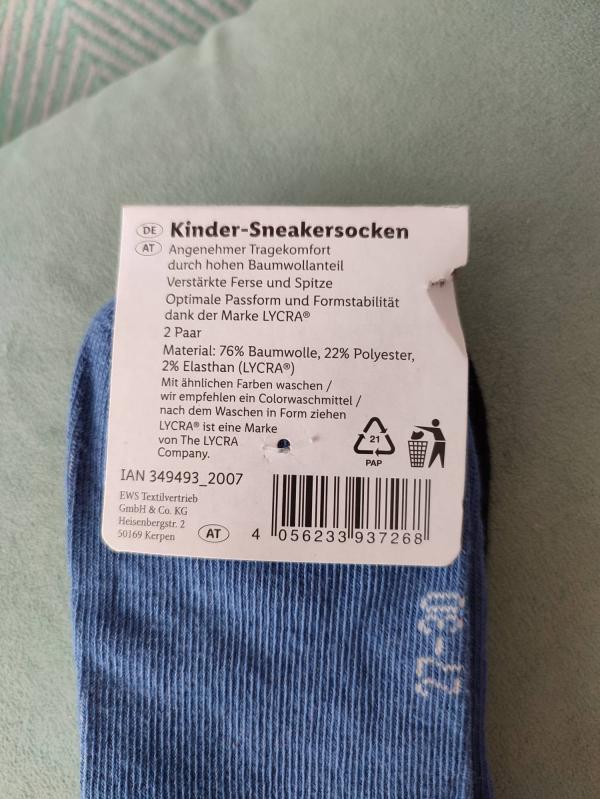 DE Kinder-Sneakersocken
AT Angenehmer Tragekomfort
durch hohen Baumwollanteil
Verstärkte Ferse und Spitze
Optimale Passform und Formstabilität
dank der Marke LYCRA®
2 Paar
Material: 76% Baumwolle, 22% Polyester,
2% Elasthan (LYCRA®)
Mit ähnlichen Farben waschen /
wir empfehlen ein Colorwaschmittel /
nach dem Waschen in Form ziehen
LYCRA® ist eine Marke
von The LYCRA
Company.
21
PAP
IAN 349493_2007
EWS Textilvertrieb
GmbH & Co. KG
Heisenbergstr. 2
50169 Kerpen
AT
4 056233 937268
27-30